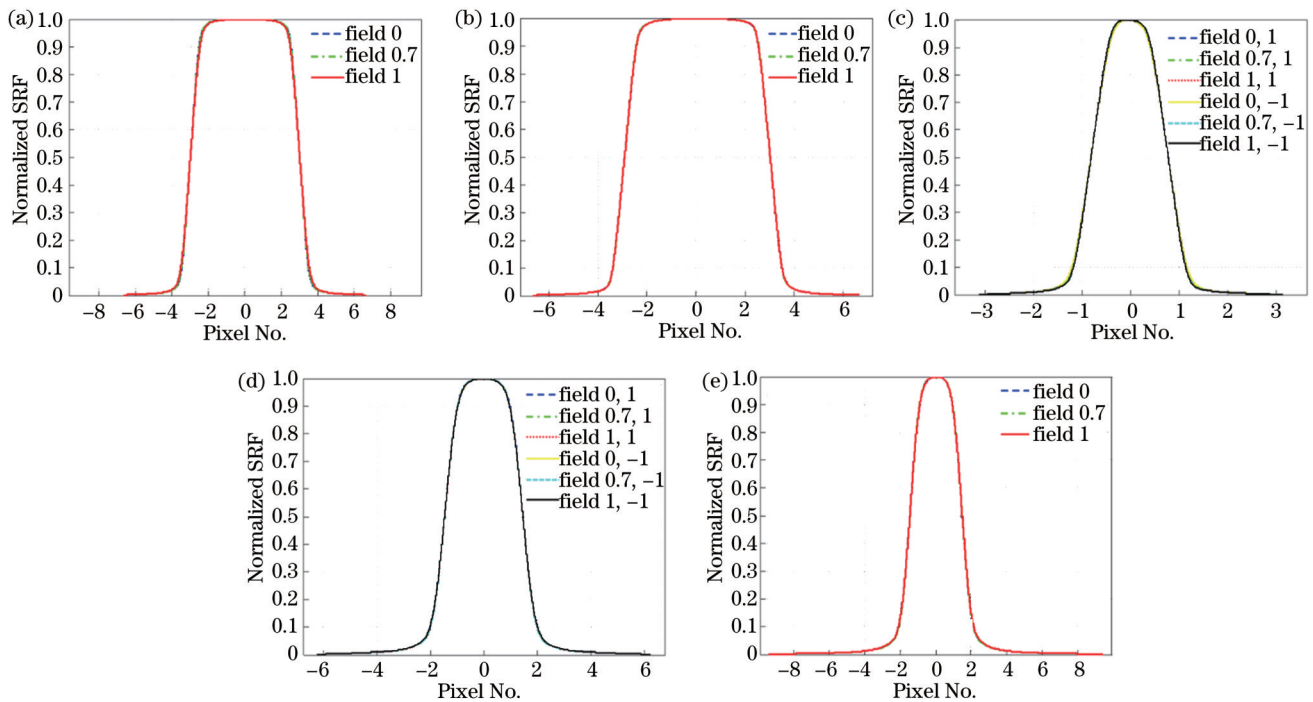 (a)
Normalized SRF
1.0
0.9
0.8
0.7
0.6
0.5
0.4
0.3
0.2
0.1
0
field 0
field 0.7
field 1
−8 −6 −4 −2 0 2 4 6 8
Pixel No.
(b)
Normalized SRF
1.0
0.9
0.8
0.7
0.6
0.5
0.4
0.3
0.2
0.1
0
field 0
field 0.7
field 1
−6 −4 −2 0 2 4 6
Pixel No.
(c)
Normalized SRF
1.0
0.9
0.8
0.7
0.6
0.5
0.4
0.3
0.2
0.1
0
field 0, 1
field 0.7, 1
field 1, 1
field 0, −1
field 0.7, −1
field 1, −1
−3 −2 −1 0 1 2 3
Pixel No.
(d)
Normalized SRF
1.0
0.9
0.8
0.7
0.6
0.5
0.4
0.3
0.2
0.1
0
field 0, 1
field 0.7, 1
field 1, 1
field 0, −1
field 0.7, −1
field 1, −1
−6 −4 −2 0 2 4 6
Pixel No.
(e)
Normalized SRF
1.0
0.9
0.8
0.7
0.6
0.5
0.4
0.3
0.2
0.1
0
field 0
field 0.7
field 1
−8 −6 −4 −2 0 2 4 6 8
Pixel No.